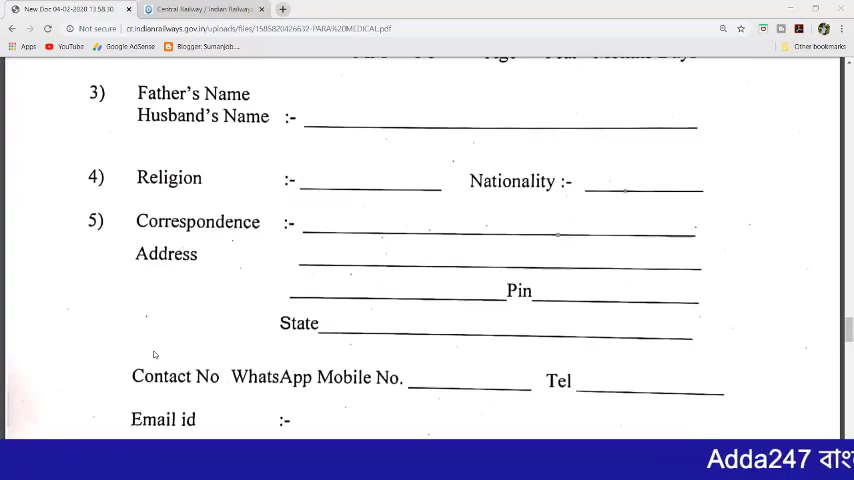 New Doc 04-02-2020 13.58.30
Central Railway / Indian Railways
Not secure
cr.indianrailways.gov.in/uploads/files/1585820426632-PARA%20MEDICAL.pdf
Apps YouTube Google AdSense Blogger: Sumanjob.... Other bookmarks
3) Father's Name
Husband's Name :-
4) Religion :- Nationality :-
5) Correspondence :-
Address
Pin
State
Contact No WhatsApp Mobile No. Tel
Email id :-
Adda247